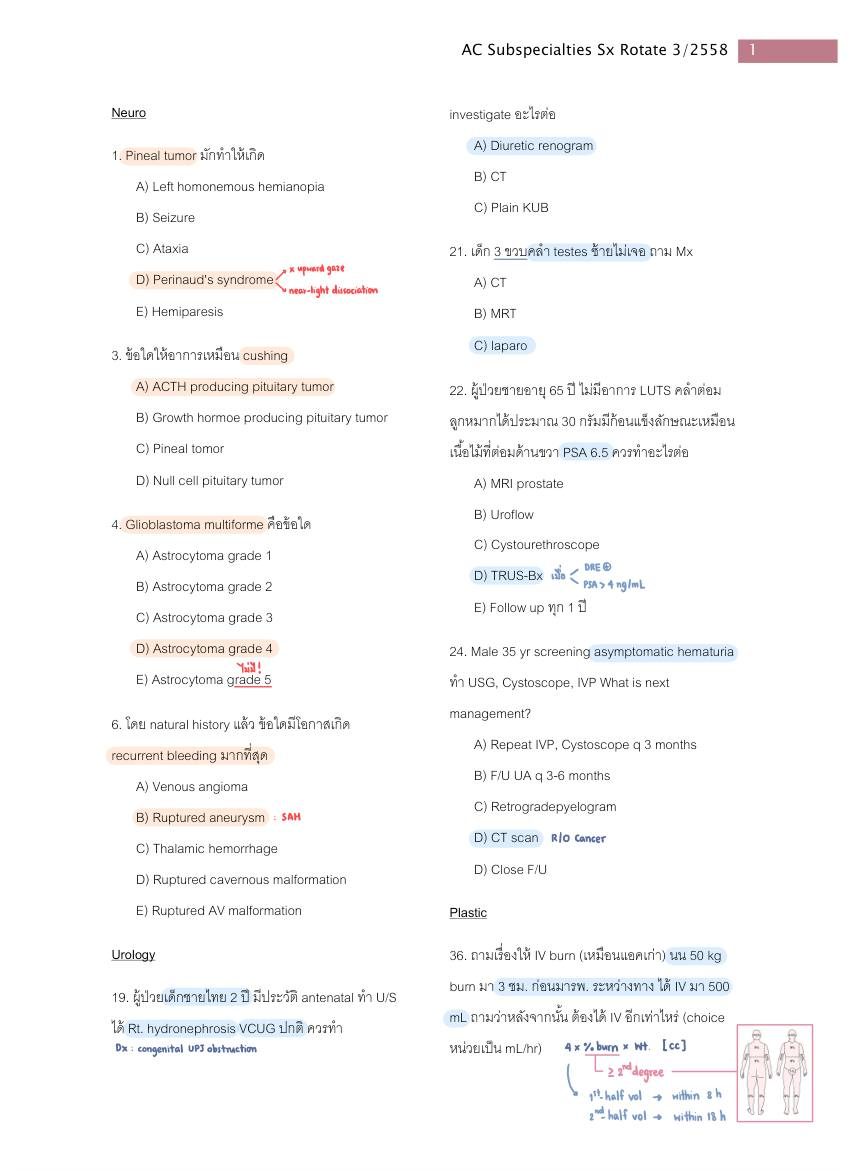 AC Subspecialties Sx Rotate 3/2558 1
Neuro
1. Pineal tumor มักทำให้เกิด
A) Left homonemous hemianopia
B) Seizure
C) Ataxia
D) Perinaud's syndrome
x upward gaze
near-light dissociation
E) Hemiparesis
3. ข้อใดให้อาการเหมือน cushing
A) ACTH producing pituitary tumor
B) Growth hormoe producing pituitary tumor
C) Pineal tomor
D) Null cell pituitary tumor
4. Glioblastoma multiforme คือข้อใด
A) Astrocytoma grade 1
B) Astrocytoma grade 2
C) Astrocytoma grade 3
D) Astrocytoma grade 4
ไม่มี!
E) Astrocytoma grade 5
6. โดย natural history แล้ว ข้อใดมีโอกาสเกิด
recurrent bleeding มากที่สุด
A) Venous angioma
B) Ruptured aneurysm : SAH
C) Thalamic hemorrhage
D) Ruptured cavernous malformation
E) Ruptured AV malformation
Urology
19. ผู้ป่วยเด็กชายไทย 2 ปี มีประวัติ antenatal ทำ U/S
ได้ Rt. hydronephrosis VCUG ปกติ ควรทำ
Dx : congenital UPJ obstruction
investigate อะไรต่อ
A) Diuretic renogram
B) CT
C) Plain KUB
21. เด็ก 3 ขวบคลำ testes ซ้ายไม่เจอ ถาม Mx
A) CT
B) MRT
C) laparo
22. ผู้ป่วยชายอายุ 65 ปี ไม่มีอาการ LUTS คลำต่อม
ลูกหมากได้ประมาณ 30 กรัมมีก้อนแข็งลักษณะเหมือน
เนื้อไม้ที่ต่อมด้านขวา PSA 6.5 ควรทำอะไรต่อ
A) MRI prostate
B) Uroflow
C) Cystourethroscope
D) TRUS-Bx เมื่อ
DRE ⊕
PSA > 4 ng/mL
E) Follow up ทุก 1 ปี
24. Male 35 yr screening asymptomatic hematuria
ทำ USG, Cystoscope, IVP What is next
management?
A) Repeat IVP, Cystoscope q 3 months
B) F/U UA q 3-6 months
C) Retrogradepyelogram
D) CT scan R/O Cancer
D) Close F/U
Plastic
36. ถามเรื่องให้ IV burn (เหมือนแอคเก่า) นน 50 kg
burn มา 3 ชม. ก่อนมารพ. ระหว่างทาง ได้ IV มา 500
mL ถามว่าหลังจากนั้น ต้องได้ IV อีกเท่าไหร่ (choice
หน่วยเป็น mL/hr) 4 x % burn x Wt. [cc]
≥ 2nd degree
1st-half vol → within 8 h
2nd-half vol → within 18 h